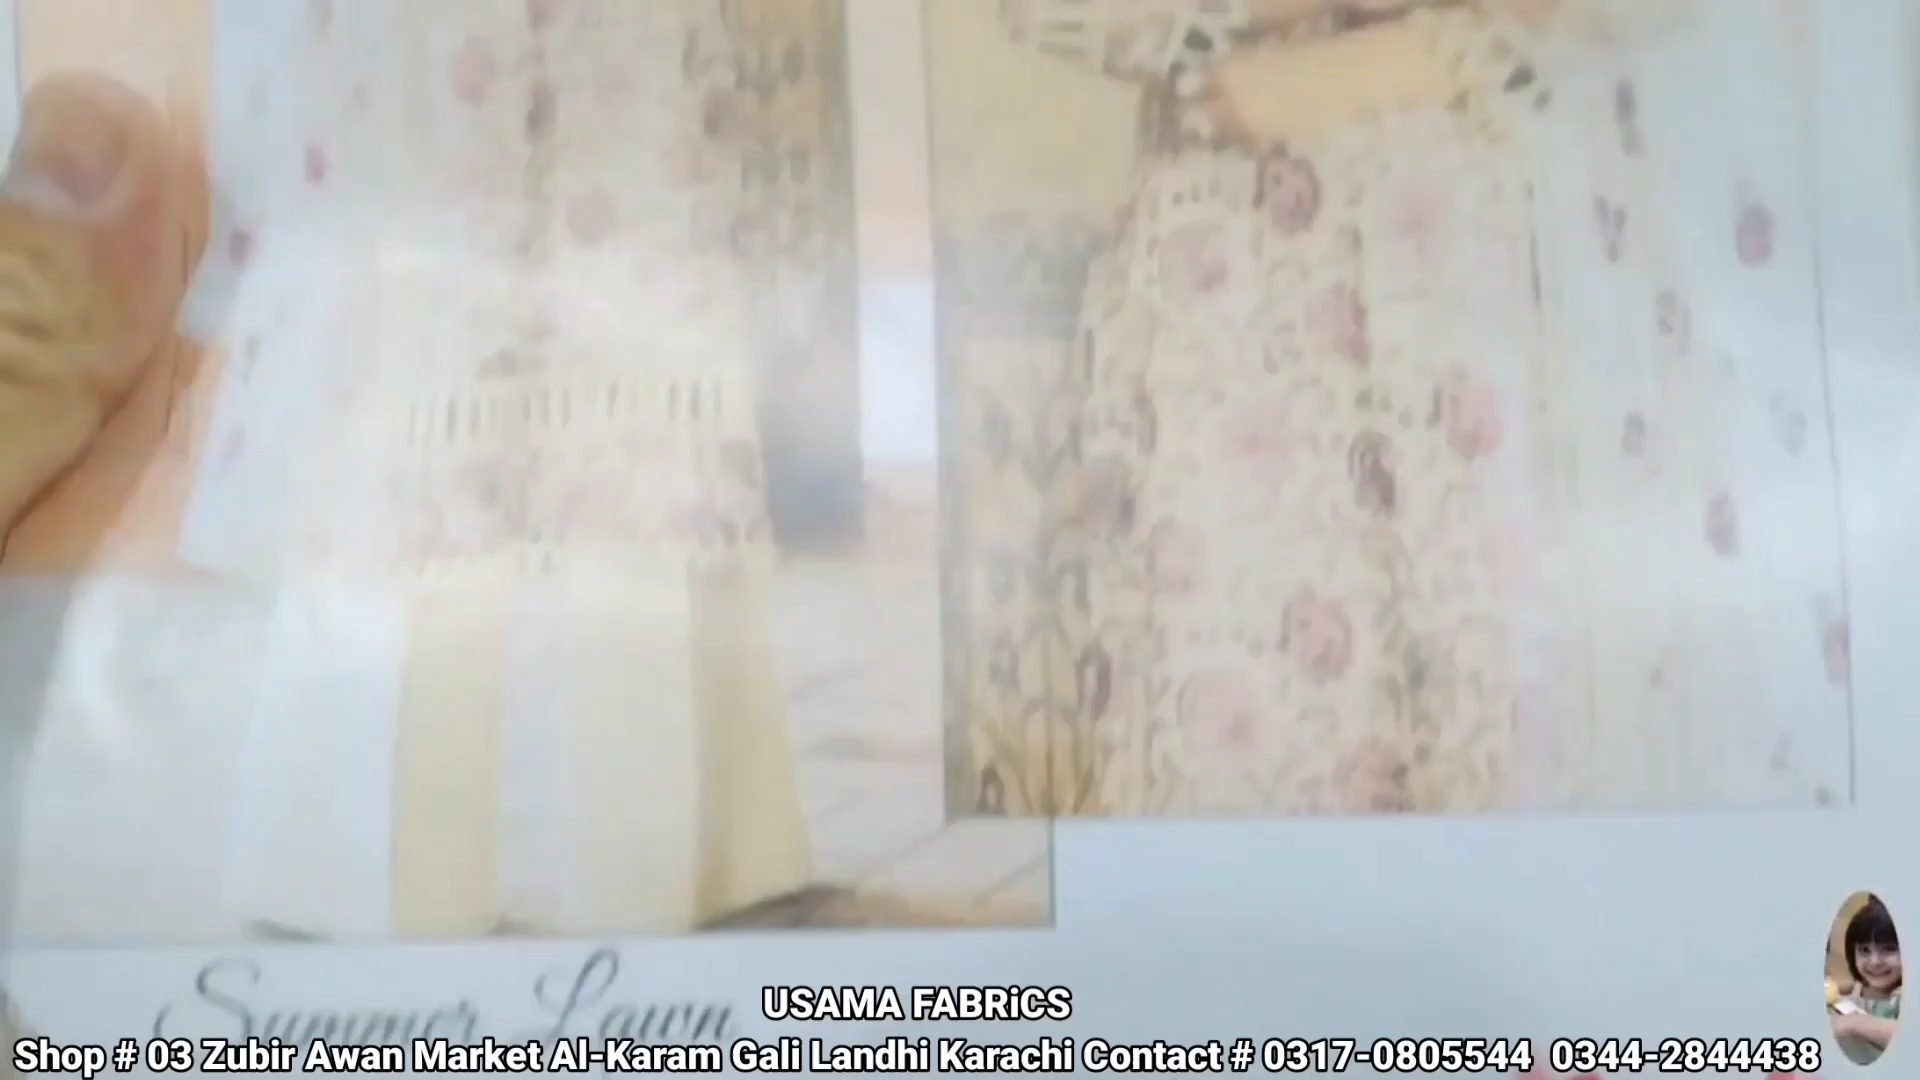 Summer Lawn
USAMA FABRiCS
Shop # 03 Zubir Awan Market Al-Karam Gali Landhi Karachi Contact # 0317-0805544 0344-2844438